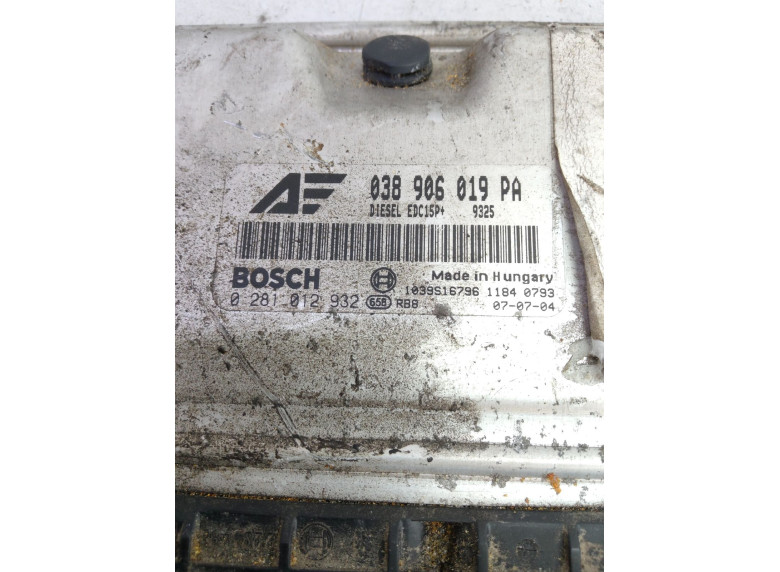 AE 038 906 019 PA
DIESEL EDC15P+ 9325
BOSCH Made in Hungary
1039S16796 1184 0793
0 281 012 932 658 RB8 07-07-04